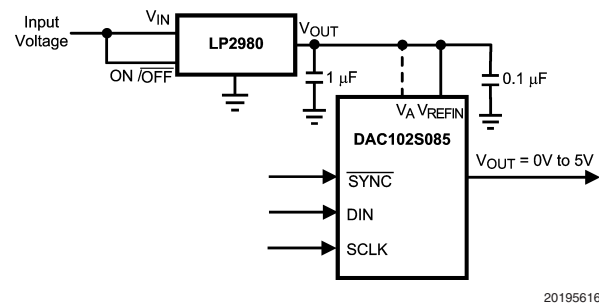 Input
Voltage
VIN
LP2980
VOUT
ON /OFF
1 µF
0.1 µF
VA VREFIN
DAC102S085
VOUT = 0V to 5V
SYNC
DIN
SCLK
20195616